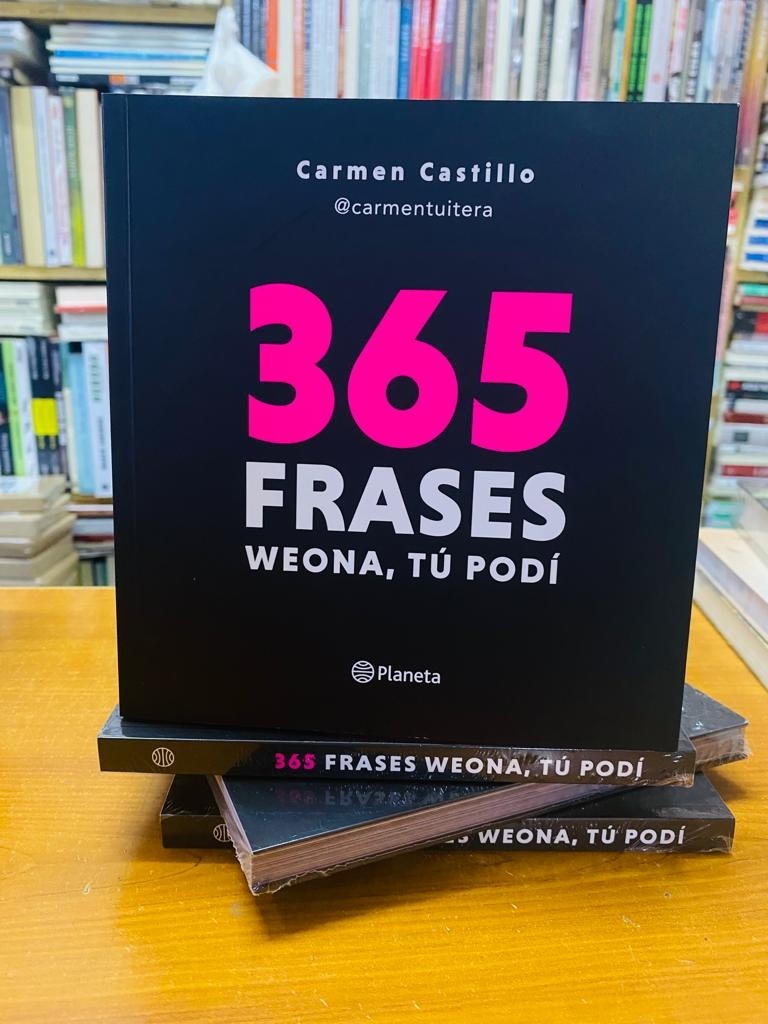 Carmen Castillo
@carmentuitera
365
FRASES
WEONA, TÚ PODÍ
Planeta
365 FRASES WEONA, TÚ PODÍ
WEONA, TÚ PODÍ